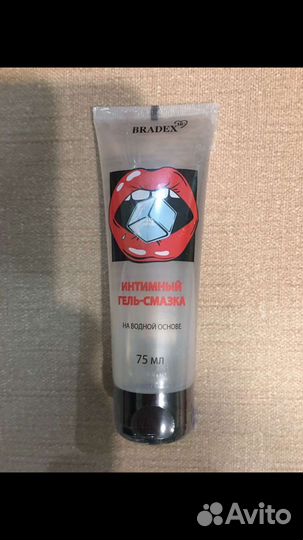 BRADEX
ИНТИМНЫЙ
ГЕЛЬ-СМАЗКА
НА ВОДНОЙ ОСНОВЕ
75 мл
Avito